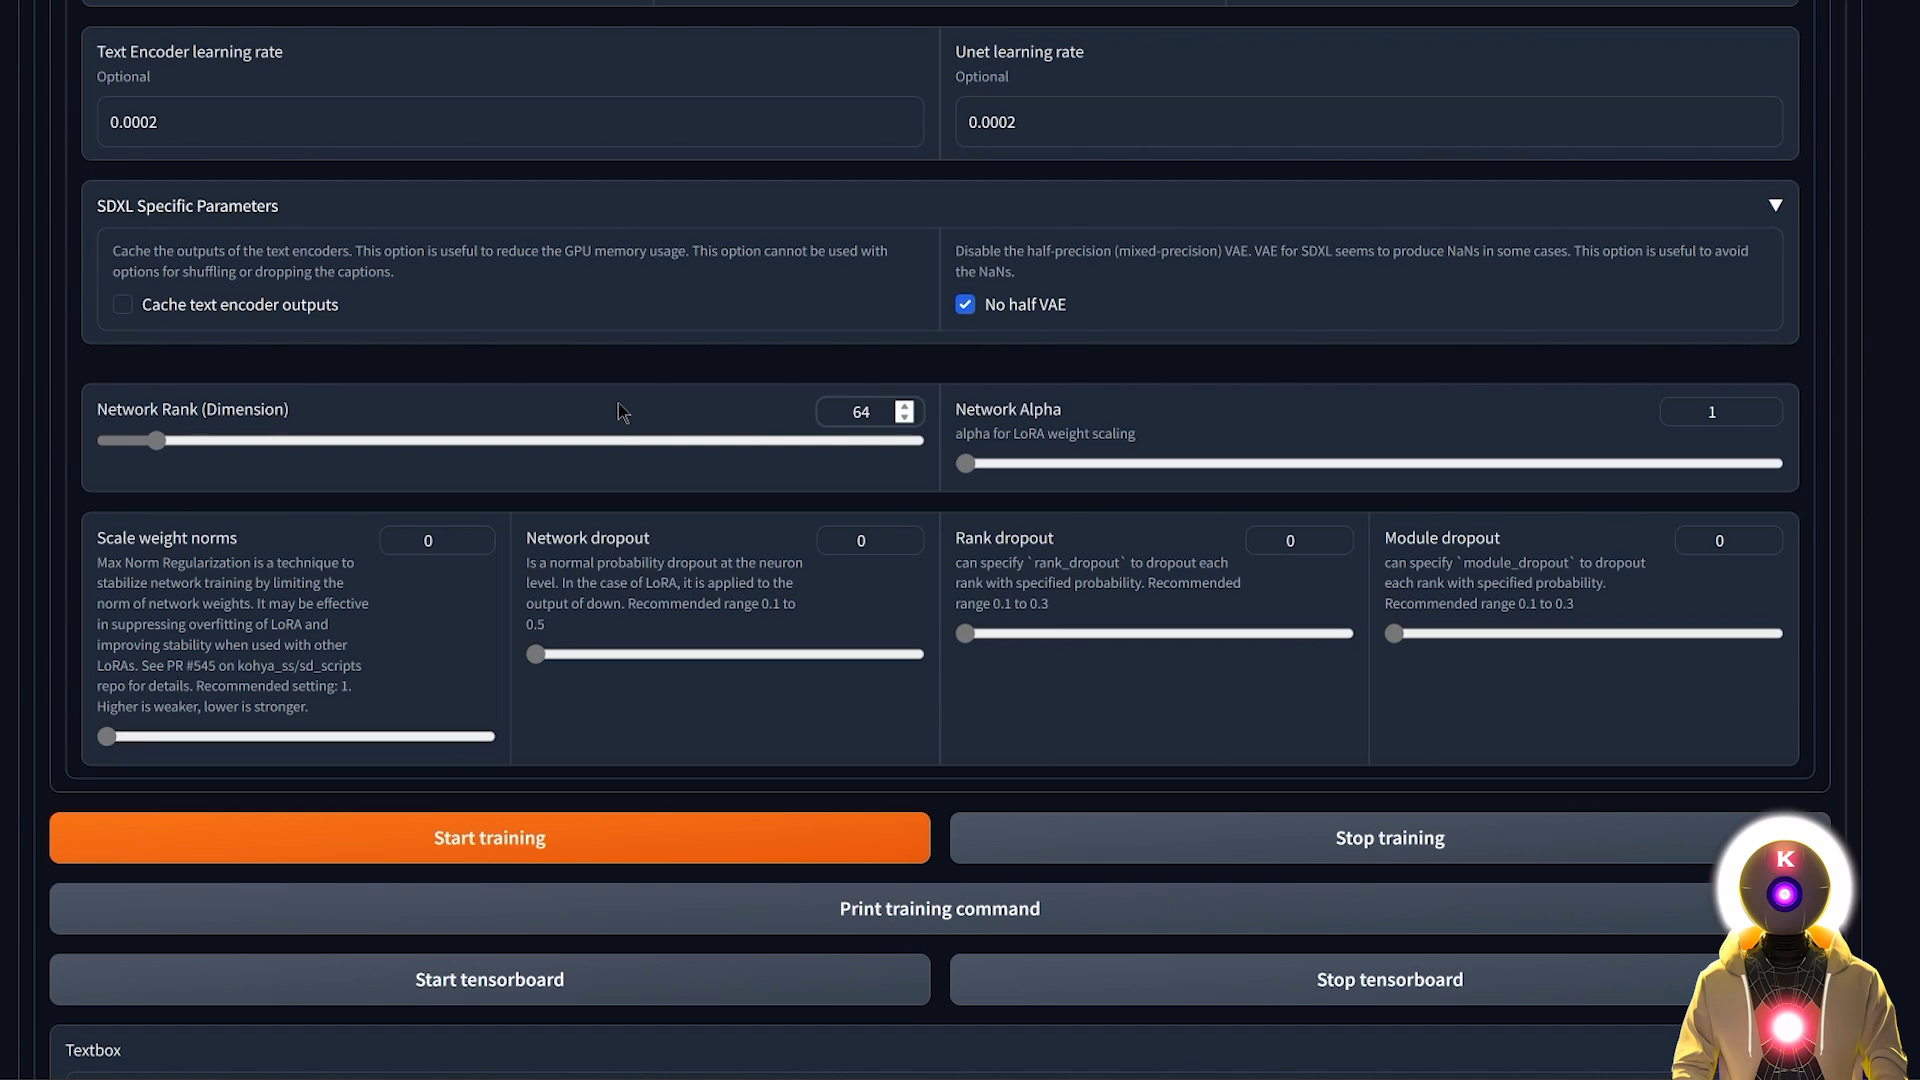 Text Encoder learning rate
Optional
0.0002
Unet learning rate
Optional
0.0002
SDXL Specific Parameters
Cache the outputs of the text encoders. This option is useful to reduce the GPU memory usage. This option cannot be used with
options for shuffling or dropping the captions.
Cache text encoder outputs
Disable the half-precision (mixed-precision) VAE. VAE for SDXL seems to produce NaNs in some cases. This option is useful to avoid
the NaNs.
No half VAE
Network Rank (Dimension)
64
Network Alpha
1
alpha for LoRA weight scaling
Scale weight norms
0
Max Norm Regularization is a technique to
stabilize network training by limiting the
norm of network weights. It may be effective
in suppressing overfitting of LoRA and
improving stability when used with other
LoRAs. See PR #545 on kohya_ss/sd_scripts
repo for details. Recommended setting: 1.
Higher is weaker, lower is stronger.
Network dropout
0
Is a normal probability dropout at the neuron
level. In the case of LoRA, it is applied to the
output of down. Recommended range 0.1 to
0.5
Rank dropout
0
can specify `rank_dropout` to dropout each
rank with specified probability. Recommended
range 0.1 to 0.3
Module dropout
0
can specify `module_dropout` to dropout
each rank with specified probability.
Recommended range 0.1 to 0.3
Start training
Stop training
Print training command
Start tensorboard
Stop tensorboard
Textbox
K